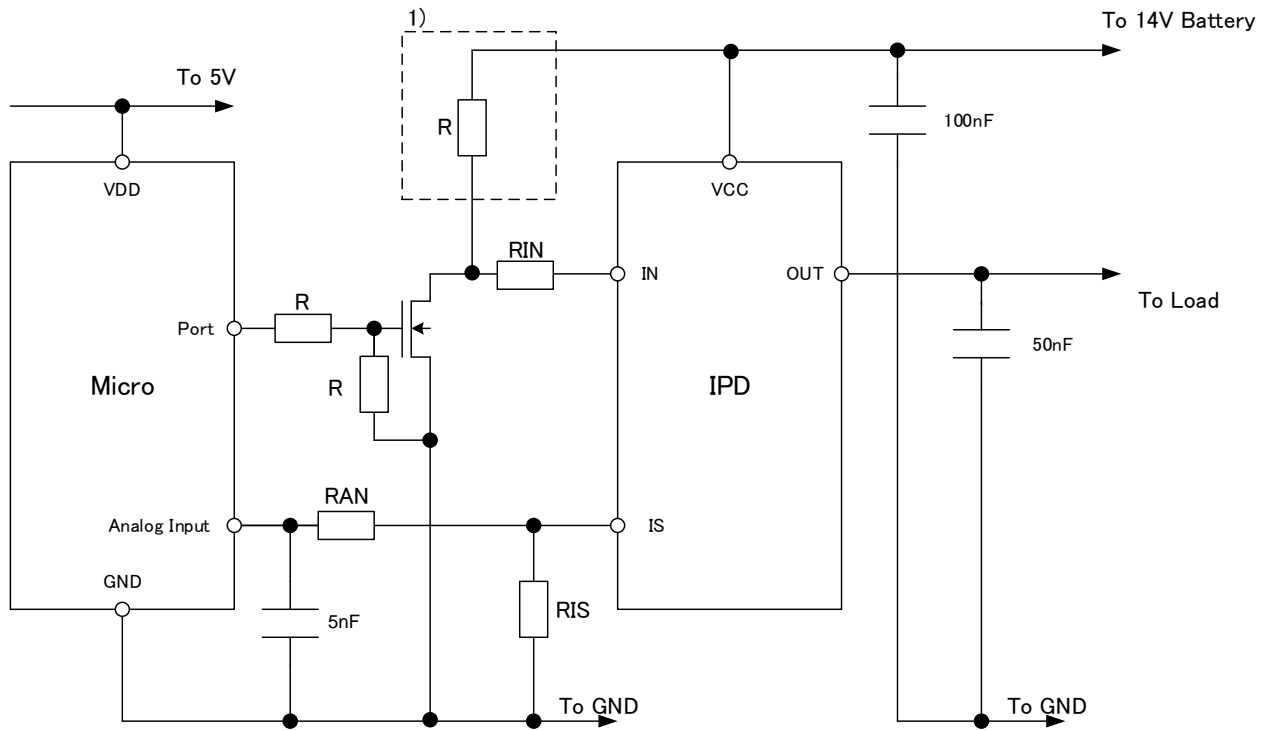 1)
To 14V Battery
To 5V
R
100nF
VDD
VCC
RIN
IN
OUT
To Load
R
Port
50nF
R
Micro
IPD
RAN
Analog Input
IS
GND
5nF
RIS
To GND
To GND